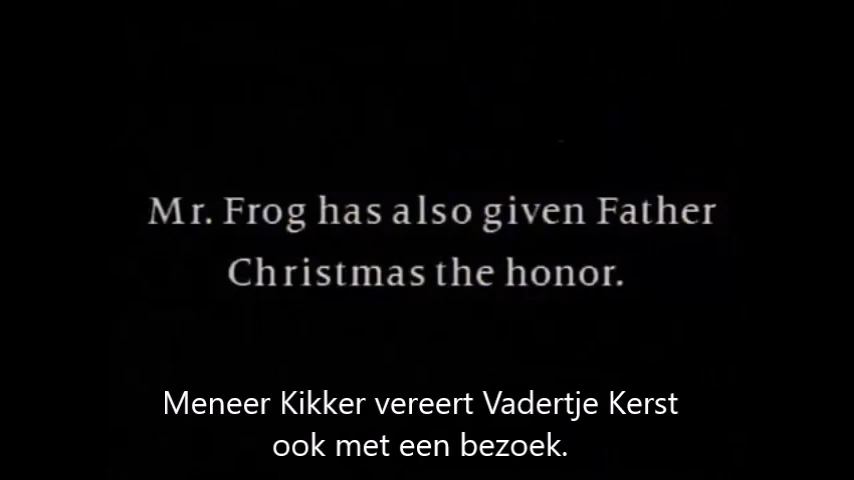 Mr. Frog has also given Father
Christmas the honor.
Meneer Kikker vereert Vadertje Kerst
ook met een bezoek.